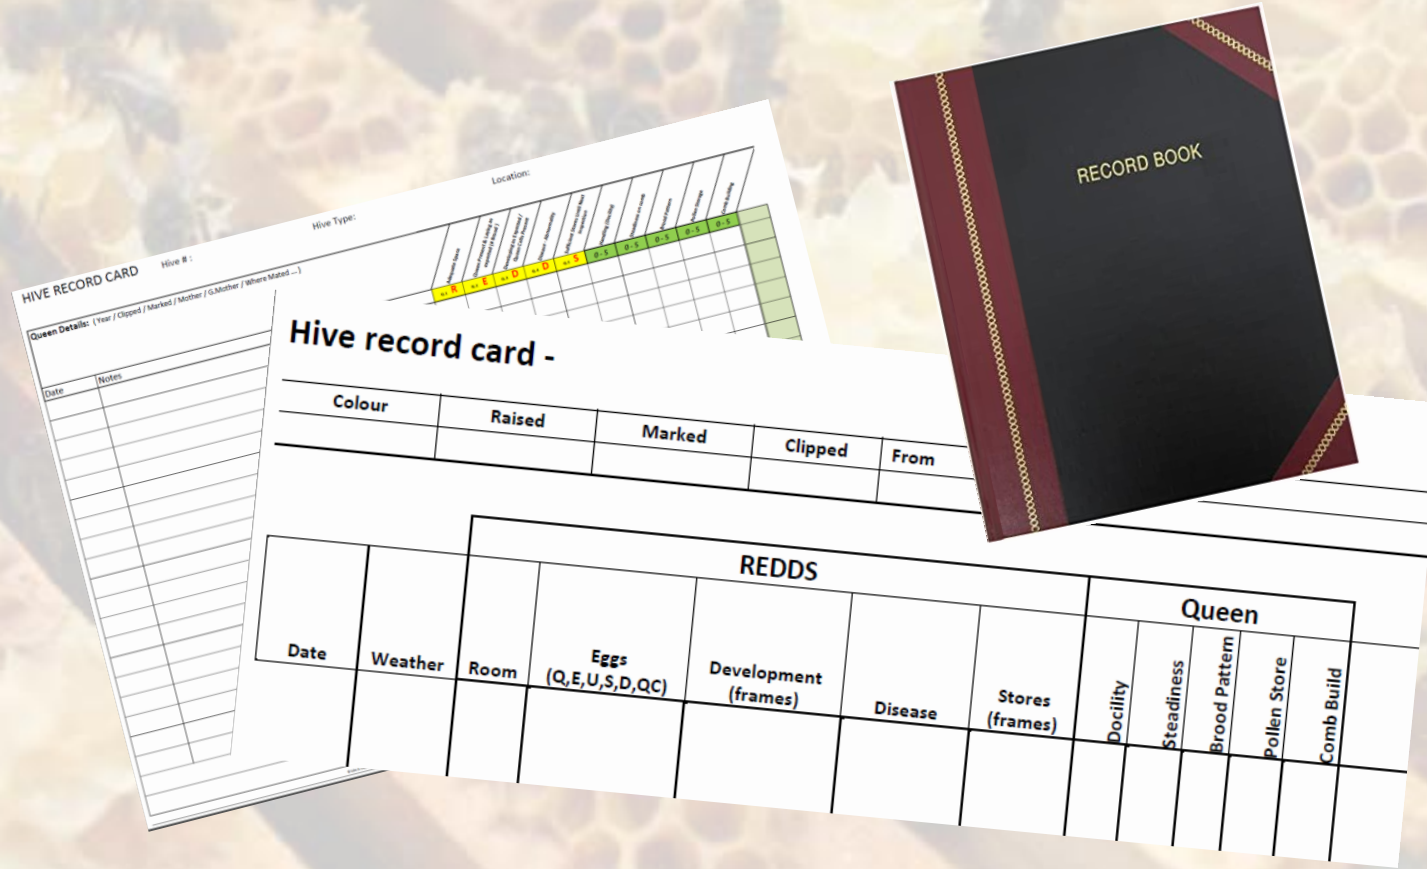 RECORD BOOK
Location:
Hive Type:
Hive # :
HIVE RECORD CARD
Queen Details: ( Year / Clipped / Marked / Mother / G.Mother / Where Mated ... )
Date Notes
Adequate Space
R E D D S 0 - 5 0 - 5 0 - 5 0 - 5 0 - 5
Hive record card -
Colour Raised Marked Clipped From
REDDS
Queen
Date Weather Room Eggs
(Q,E,U,S,D,QC)
Development
(frames)
Disease
Stores
(frames)
Docility
Steadiness
Brood Pattern
Pollen Store
Comb Build